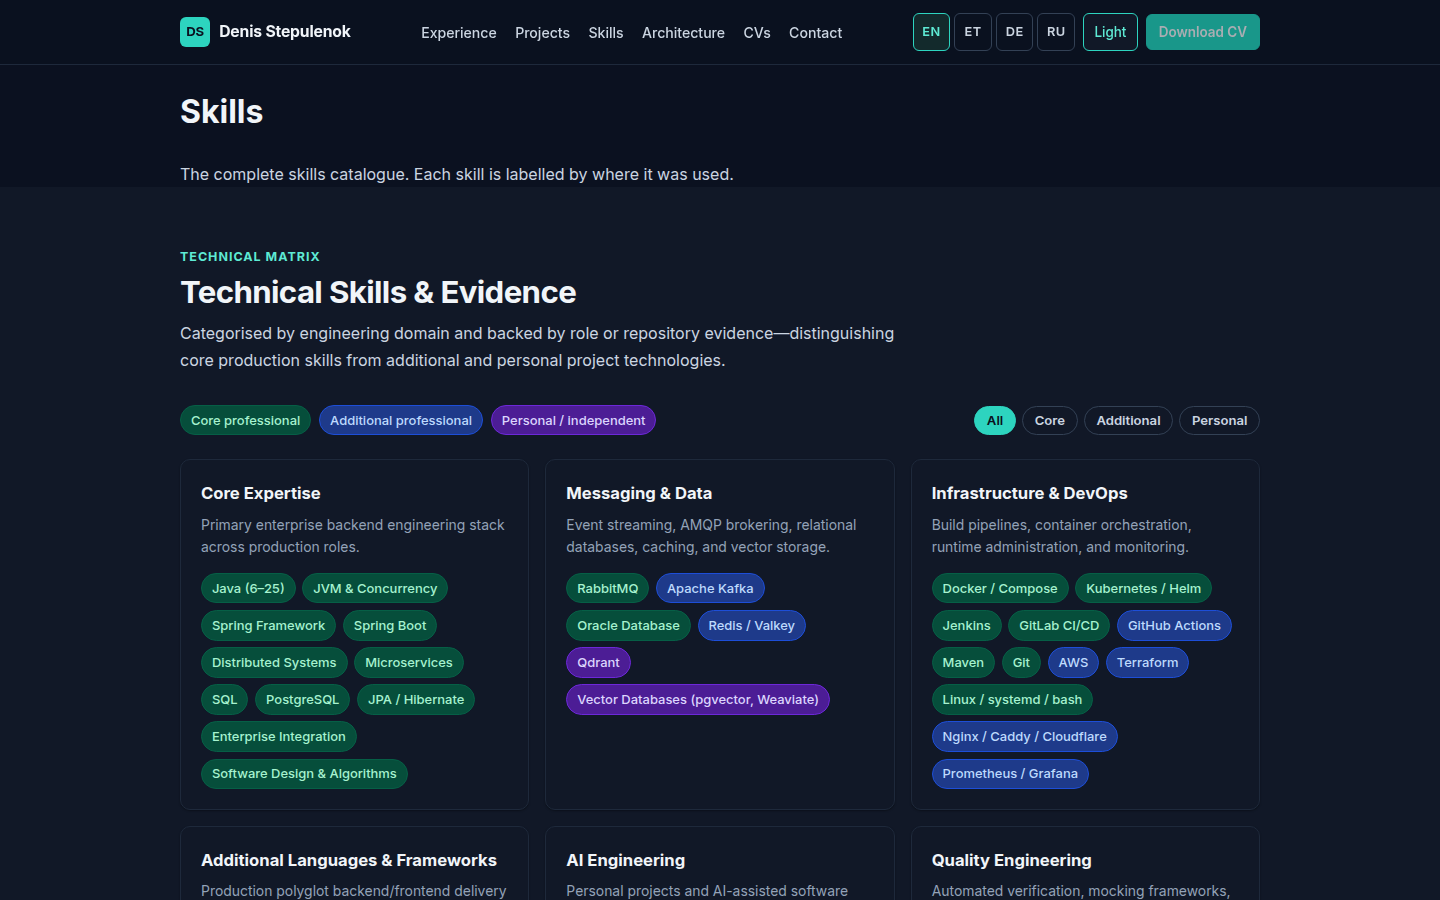 DS Denis Stepulenok Experience Projects Skills Architecture CVs Contact EN ET DE RU Light Download CV
Skills
The complete skills catalogue. Each skill is labelled by where it was used.
TECHNICAL MATRIX
Technical Skills & Evidence
Categorised by engineering domain and backed by role or repository evidence—distinguishing
core production skills from additional and personal project technologies.
Core professional Additional professional Personal / independent All Core Additional Personal
Core Expertise
Primary enterprise backend engineering stack
across production roles.
Java (6–25) JVM & Concurrency
Spring Framework Spring Boot
Distributed Systems Microservices
SQL PostgreSQL JPA / Hibernate
Enterprise Integration
Software Design & Algorithms
Messaging & Data
Event streaming, AMQP brokering, relational
databases, caching, and vector storage.
RabbitMQ Apache Kafka
Oracle Database Redis / Valkey
Qdrant
Vector Databases (pgvector, Weaviate)
Infrastructure & DevOps
Build pipelines, container orchestration,
runtime administration, and monitoring.
Docker / Compose Kubernetes / Helm
Jenkins GitLab CI/CD GitHub Actions
Maven Git AWS Terraform
Linux / systemd / bash
Nginx / Caddy / Cloudflare
Prometheus / Grafana
Additional Languages & Frameworks
Production polyglot backend/frontend delivery
AI Engineering
Personal projects and AI-assisted software
Quality Engineering
Automated verification, mocking frameworks,